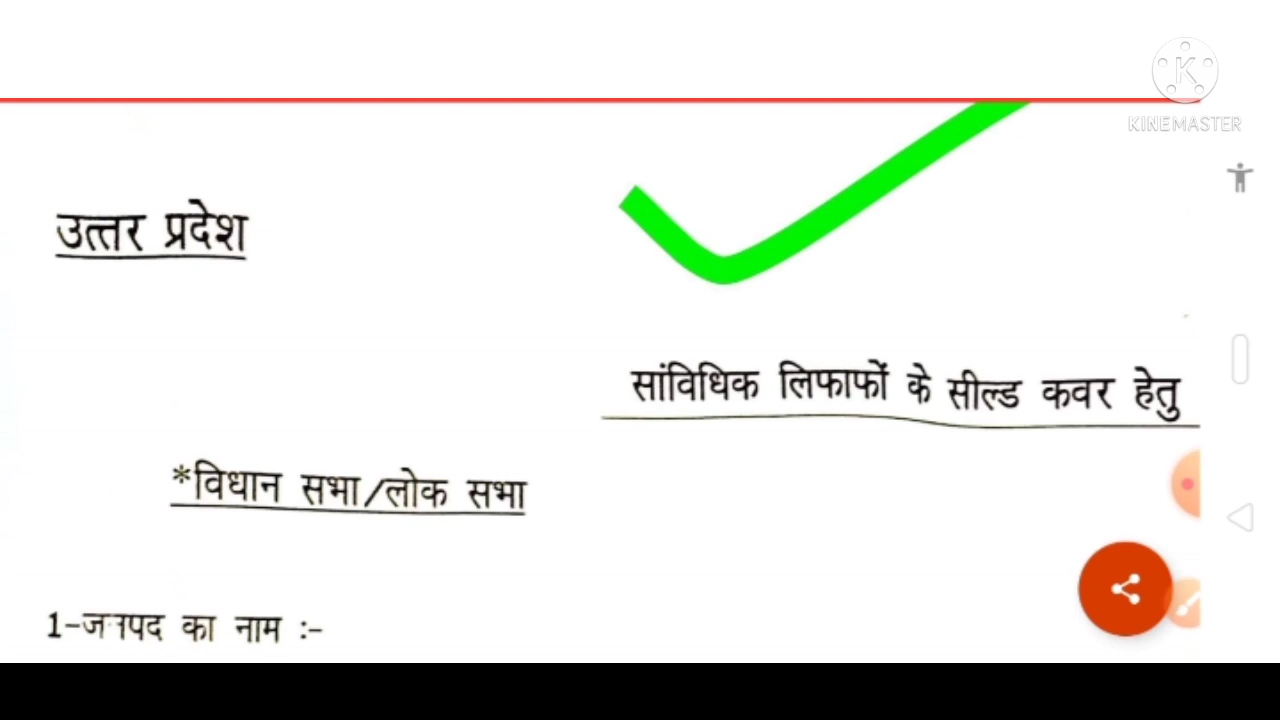 KINEMASTER
उत्तर प्रदेश
सांविधिक लिफाफों के सील्ड कवर हेतु
*विधान सभा/लोक सभा
1-जनपद का नाम :-